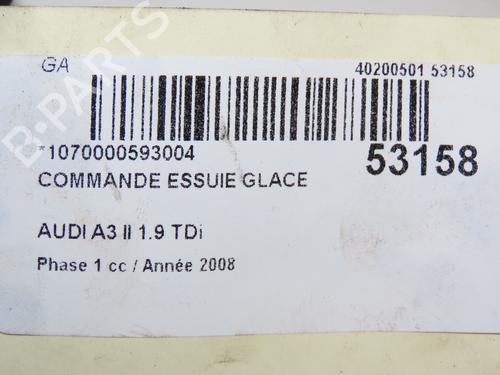 GA
40200501 53158
*1070000593004
53158
COMMANDE ESSUIE GLACE
AUDI A3 II 1.9 TDi
Phase 1 cc / Année 2008
B-PARTS